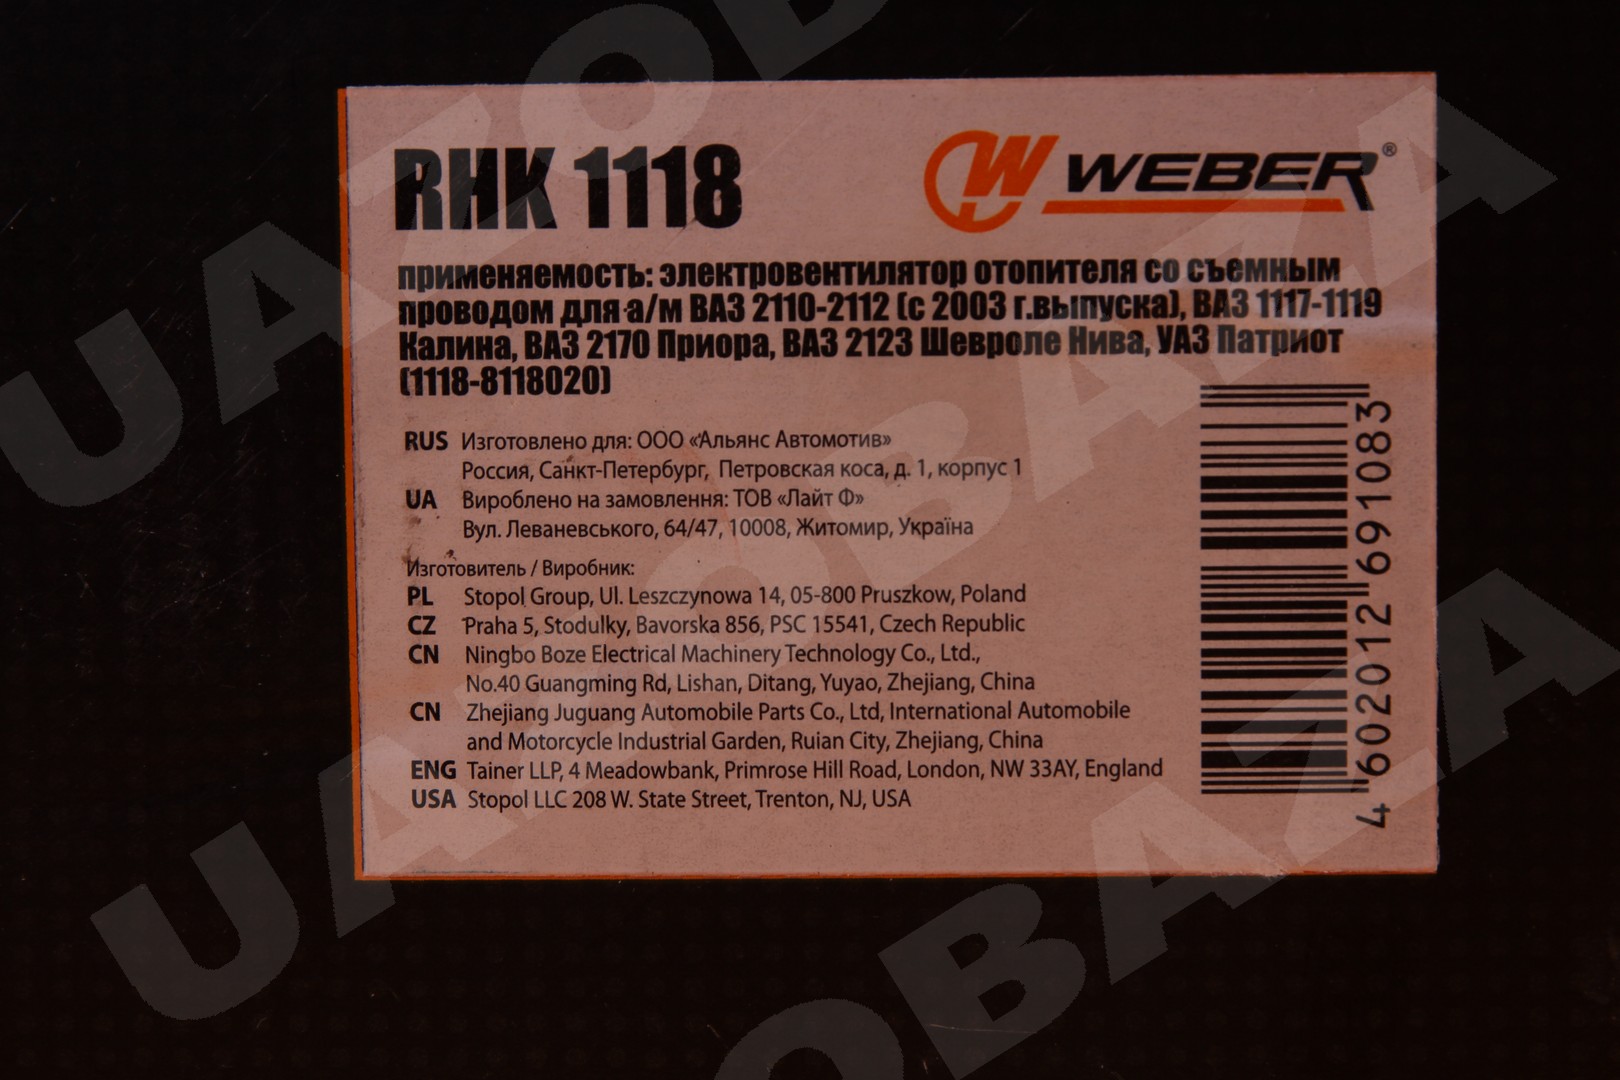 RHK 1118
WEBER®
применяемость: электровентилятор отопителя со съемным
проводом для а/м ВАЗ 2110-2112 (с 2003 г.выпуска), ВАЗ 1117-1119
Калина, ВАЗ 2170 Приора, ВАЗ 2123 Шевроле Нива, УАЗ Патриот
(1118-8118020)
RUS Изготовлено для: ООО «Альянс Автомотив»
Россия, Санкт-Петербург, Петровская коса, д. 1, корпус 1
UA Вироблено на замовлення: ТОВ «Лайт Ф»
Вул. Леваневського, 64/47, 10008, Житомир, Україна
Изготовитель / Виробник:
PL Stopol Group, Ul. Leszczynowa 14, 05-800 Pruszkow, Poland
CZ Praha 5, Stodulky, Bavorska 856, PSC 15541, Czech Republic
CN Ningbo Boze Electrical Machinery Technology Co., Ltd.,
No.40 Guangming Rd, Lishan, Ditang, Yuyao, Zhejiang, China
CN Zhejiang Juguang Automobile Parts Co., Ltd, International Automobile
and Motorcycle Industrial Garden, Ruian City, Zhejiang, China
ENG Tainer LLP, 4 Meadowbank, Primrose Hill Road, London, NW 33AY, England
USA Stopol LLC 208 W. State Street, Trenton, NJ, USA
4 602012 691083
UAZOBAZA
UAZOBAZA
UAZOBAZA